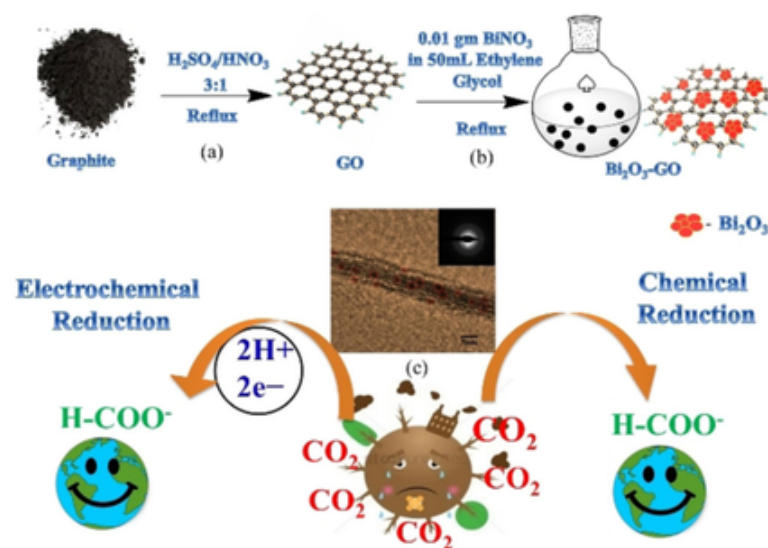 H₂SO₄/HNO₃
3:1
Reflux
(a)
Graphite
GO
0.01 gm BiNO₃
in 50mL Ethylene
Glycol
Reflux
(b)
Bi₂O₃-GO
- Bi₂O₃
Electrochemical
Reduction
Chemical
Reduction
(c)
2H+
2e−
H-COO⁻
H-COO⁻
CO₂
CO₂
CO₂
CO₂
CO₂